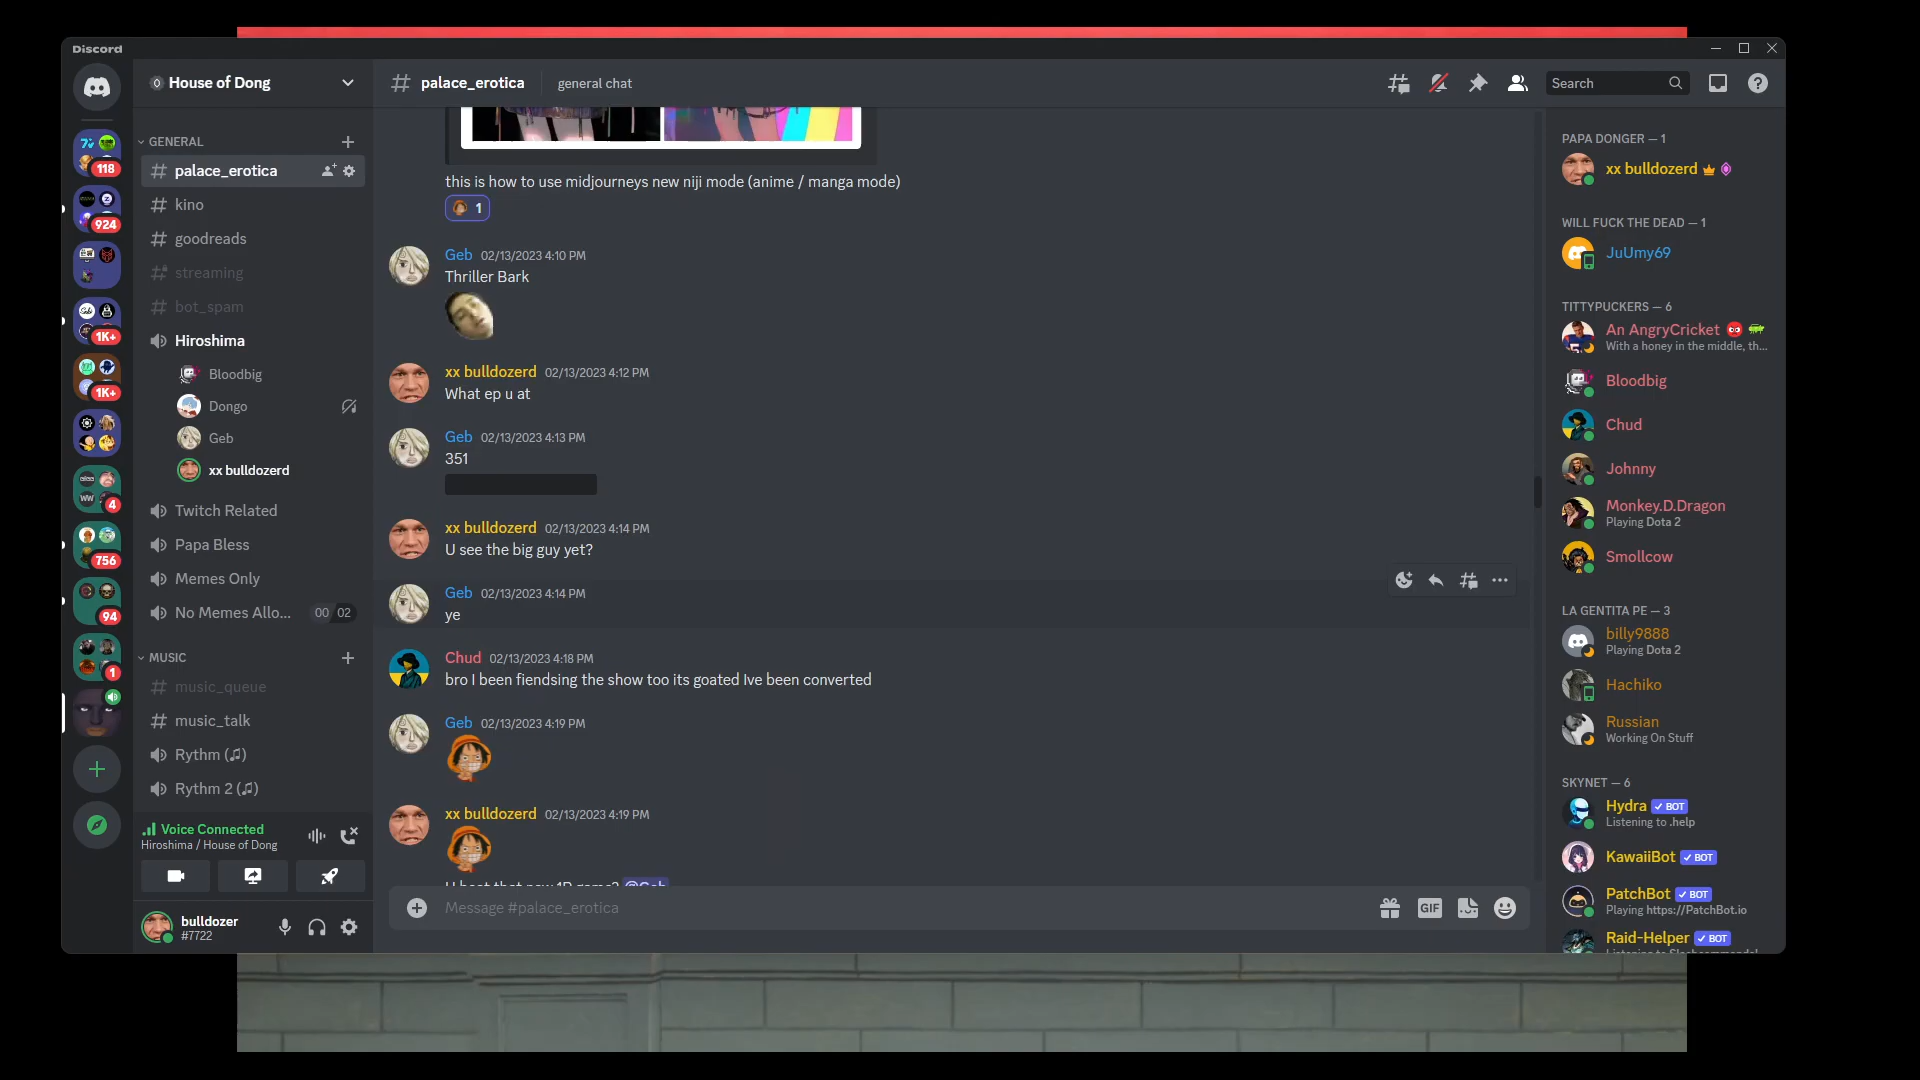 Discord
House of Dong
palace_erotica
general chat
Search
GENERAL
palace_erotica
kino
goodreads
streaming
bot_spam
Hiroshima
Bloodbig
Dongo
Geb
xx bulldozerd
Twitch Related
Papa Bless
Memes Only
No Memes Allo...
00 02
MUSIC
music_queue
music_talk
Rythm (♫)
Rythm 2 (♫)
Voice Connected
Hiroshima / House of Dong
bulldozer
#7722
118
924
1K+
1K+
4
756
94
1
this is how to use midjourneys new niji mode (anime / manga mode)
1
Geb 02/13/2023 4:10 PM
Thriller Bark
xx bulldozerd 02/13/2023 4:12 PM
What ep u at
Geb 02/13/2023 4:13 PM
351
xx bulldozerd 02/13/2023 4:14 PM
U see the big guy yet?
Geb 02/13/2023 4:14 PM
ye
Chud 02/13/2023 4:18 PM
bro I been fiendsing the show too its goated Ive been converted
Geb 02/13/2023 4:19 PM
xx bulldozerd 02/13/2023 4:19 PM
U beat that new 1P game? @Geb
Message #palace_erotica
GIF
PAPA DONGER — 1
xx bulldozerd
WILL FUCK THE DEAD — 1
JuUmy69
TITTYPUCKERS — 6
An AngryCricket
With a honey in the middle, th...
Bloodbig
Chud
Johnny
Monkey.D.Dragon
Playing Dota 2
Smollcow
LA GENTITA PE — 3
billy9888
Playing Dota 2
Hachiko
Russian
Working On Stuff
SKYNET — 6
Hydra BOT
Listening to .help
KawaiiBot BOT
PatchBot BOT
Playing https://PatchBot.io
Raid-Helper BOT